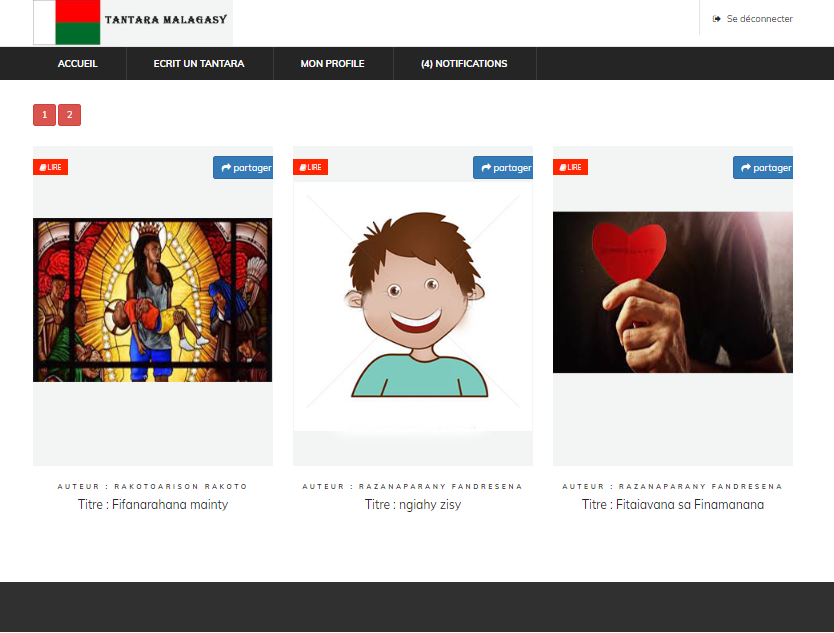 TANTARA MALAGASY
Se déconnecter
ACCUEIL ECRIT UN TANTARA MON PROFILE (4) NOTIFICATIONS
1 2
LIRE partager LIRE partager LIRE partager
AUTEUR : RAKOTOARISON RAKOTO
Titre : Fifanarahana mainty
AUTEUR : RAZANAPARANY FANDRESENA
Titre : ngiahy zisy
AUTEUR : RAZANAPARANY FANDRESENA
Titre : Fitaiavana sa Finamanana